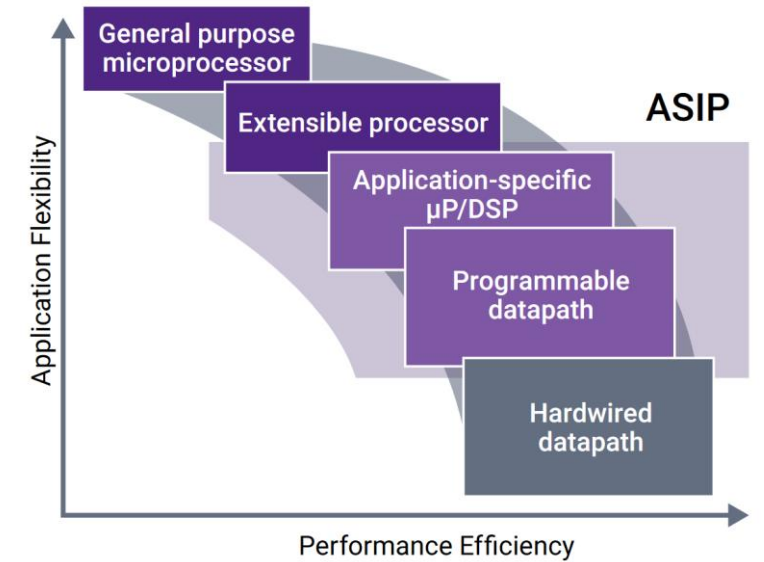 General purpose
microprocessor
ASIP
Extensible processor
Application-specific
µP/DSP
Programmable
datapath
Hardwired
datapath
Application Flexibility
Performance Efficiency